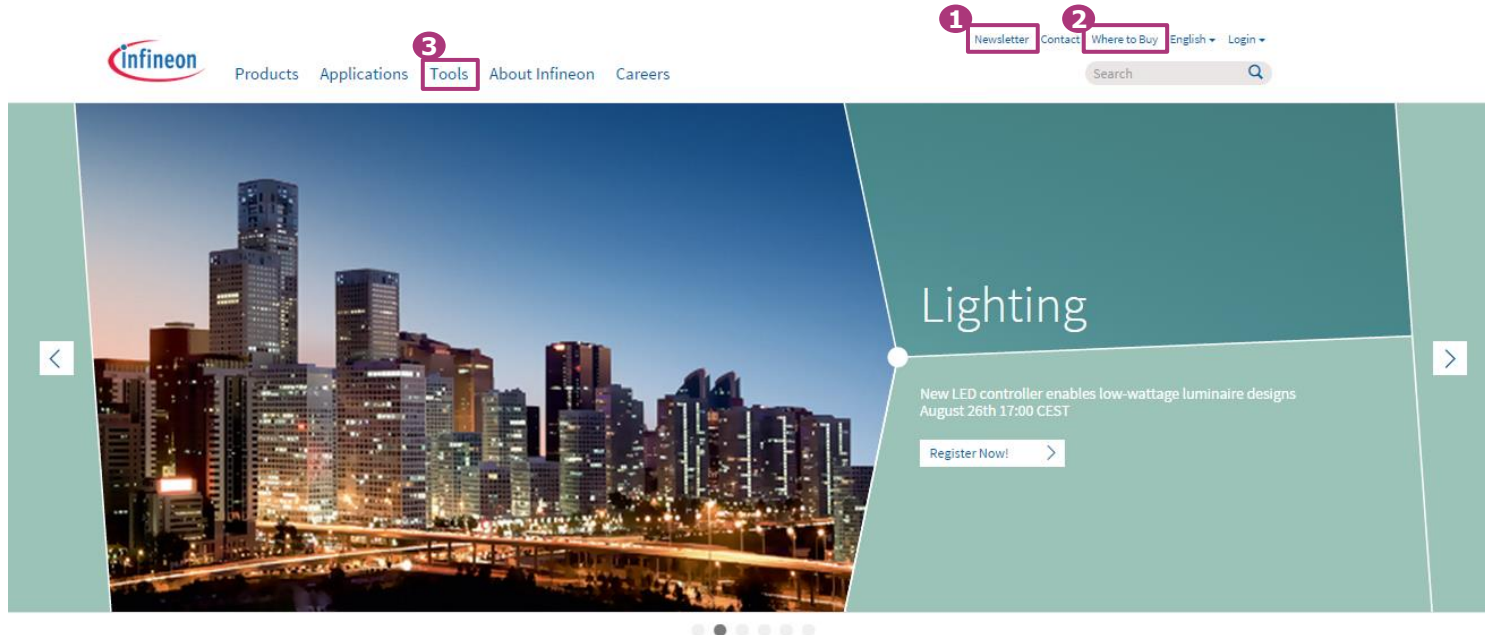 1 2
Newsletter Contact Where to Buy English Login
3
infineon
Products Applications Tools About Infineon Careers
Search
Lighting
New LED controller enables low-wattage luminaire designs
August 26th 17:00 CEST
Register Now!